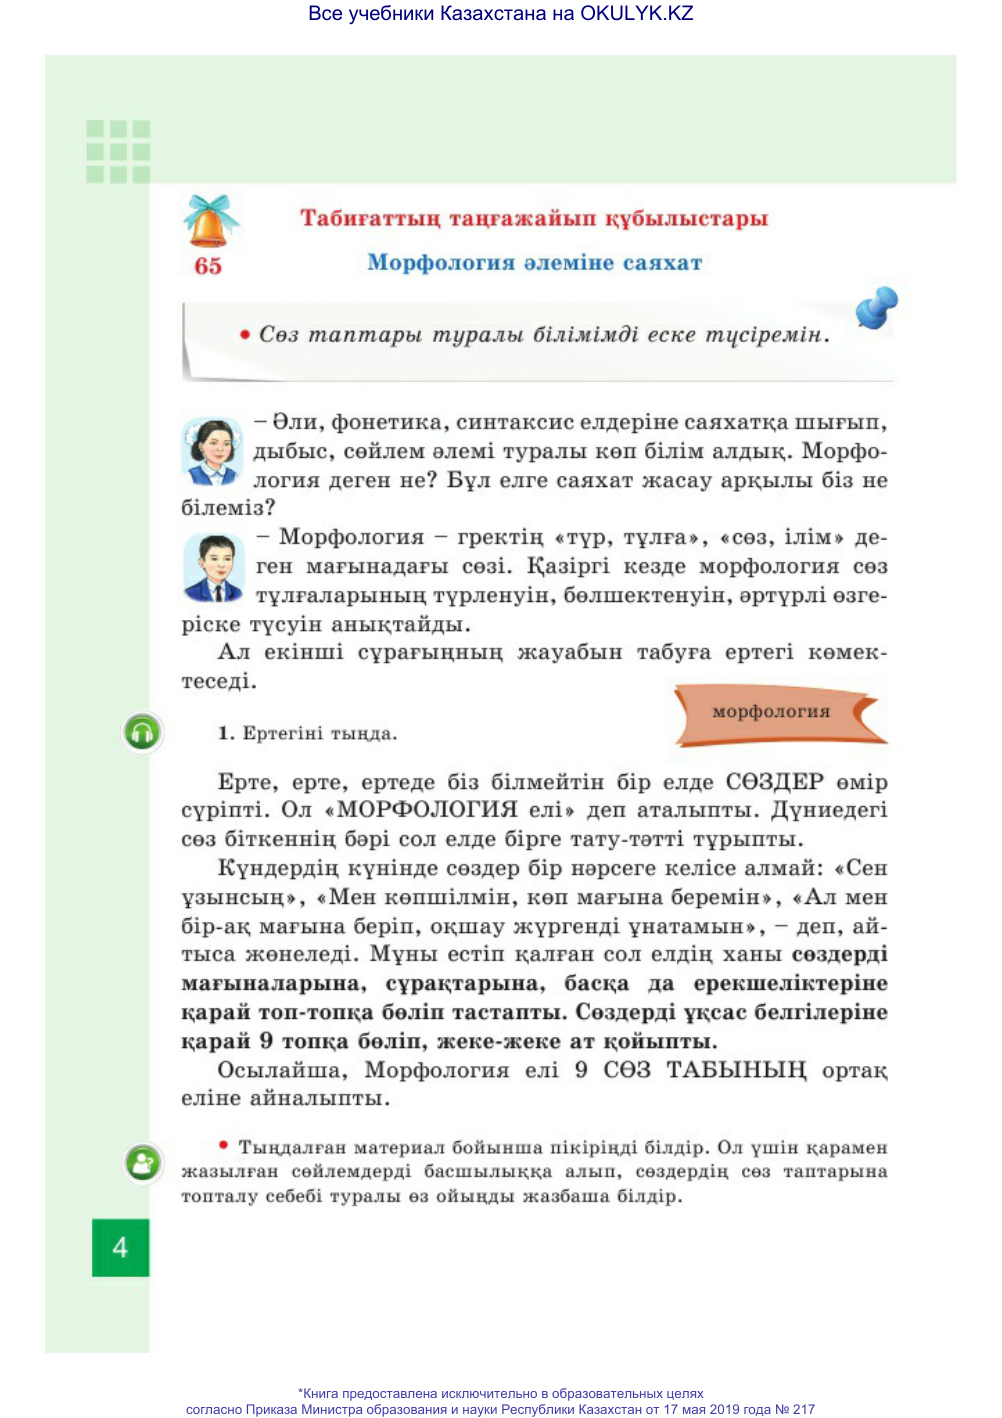 Все учебники Казахстана на OKULYK.KZ
Табиғаттың таңғажайып құбылыстары
65
Морфология әлеміне саяхат
• Сөз таптары туралы білімімді еске түсіремін.
– Әли, фонетика, синтаксис елдеріне саяхатқа шығып,
дыбыс, сөйлем әлемі туралы көп білім алдық. Морфо-
логия деген не? Бұл елге саяхат жасау арқылы біз не
білеміз?
– Морфология – гректің «түр, тұлға», «сөз, ілім» де-
ген мағынадағы сөзі. Қазіргі кезде морфология сөз
тұлғаларының түрленуін, бөлшектенуін, әртүрлі өзге-
ріске түсуін анықтайды.
Ал екінші сұрағыңның жауабын табуға ертегі көмек-
теседі.
морфология
1. Ертегіні тыңда.
Ерте, ерте, ертеде біз білмейтін бір елде СӨЗДЕР өмір
сүріпті. Ол «МОРФОЛОГИЯ елі» деп аталыпты. Дүниедегі
сөз біткеннің бәрі сол елде бірге тату-тәтті тұрыпты.
Күндердің күнінде сөздер бір нәрсеге келісе алмай: «Сен
ұзынсың», «Мен көпшілмін, көп мағына беремін», «Ал мен
бір-ақ мағына беріп, оқшау жүргенді ұнатамын», – деп, ай-
тыса жөнеледі. Мұны естіп қалған сол елдің ханы сөздерді
мағыналарына, сұрақтарына, басқа да ерекшеліктеріне
қарай топ-топқа бөліп тастапты. Сөздерді ұқсас белгілеріне
қарай 9 топқа бөліп, жеке-жеке ат қойыпты.
Осылайша, Морфология елі 9 СӨЗ ТАБЫНЫҢ ортақ
еліне айналыпты.
• Тыңдалған материал бойынша пікіріңді білдір. Ол үшін қарамен
жазылған сөйлемдерді басшылыққа алып, сөздердің сөз таптарына
топталу себебі туралы өз ойыңды жазбаша білдір.
4
*Книга предоставлена исключительно в образовательных целях
согласно Приказа Министра образования и науки Республики Казахстан от 17 мая 2019 года № 217